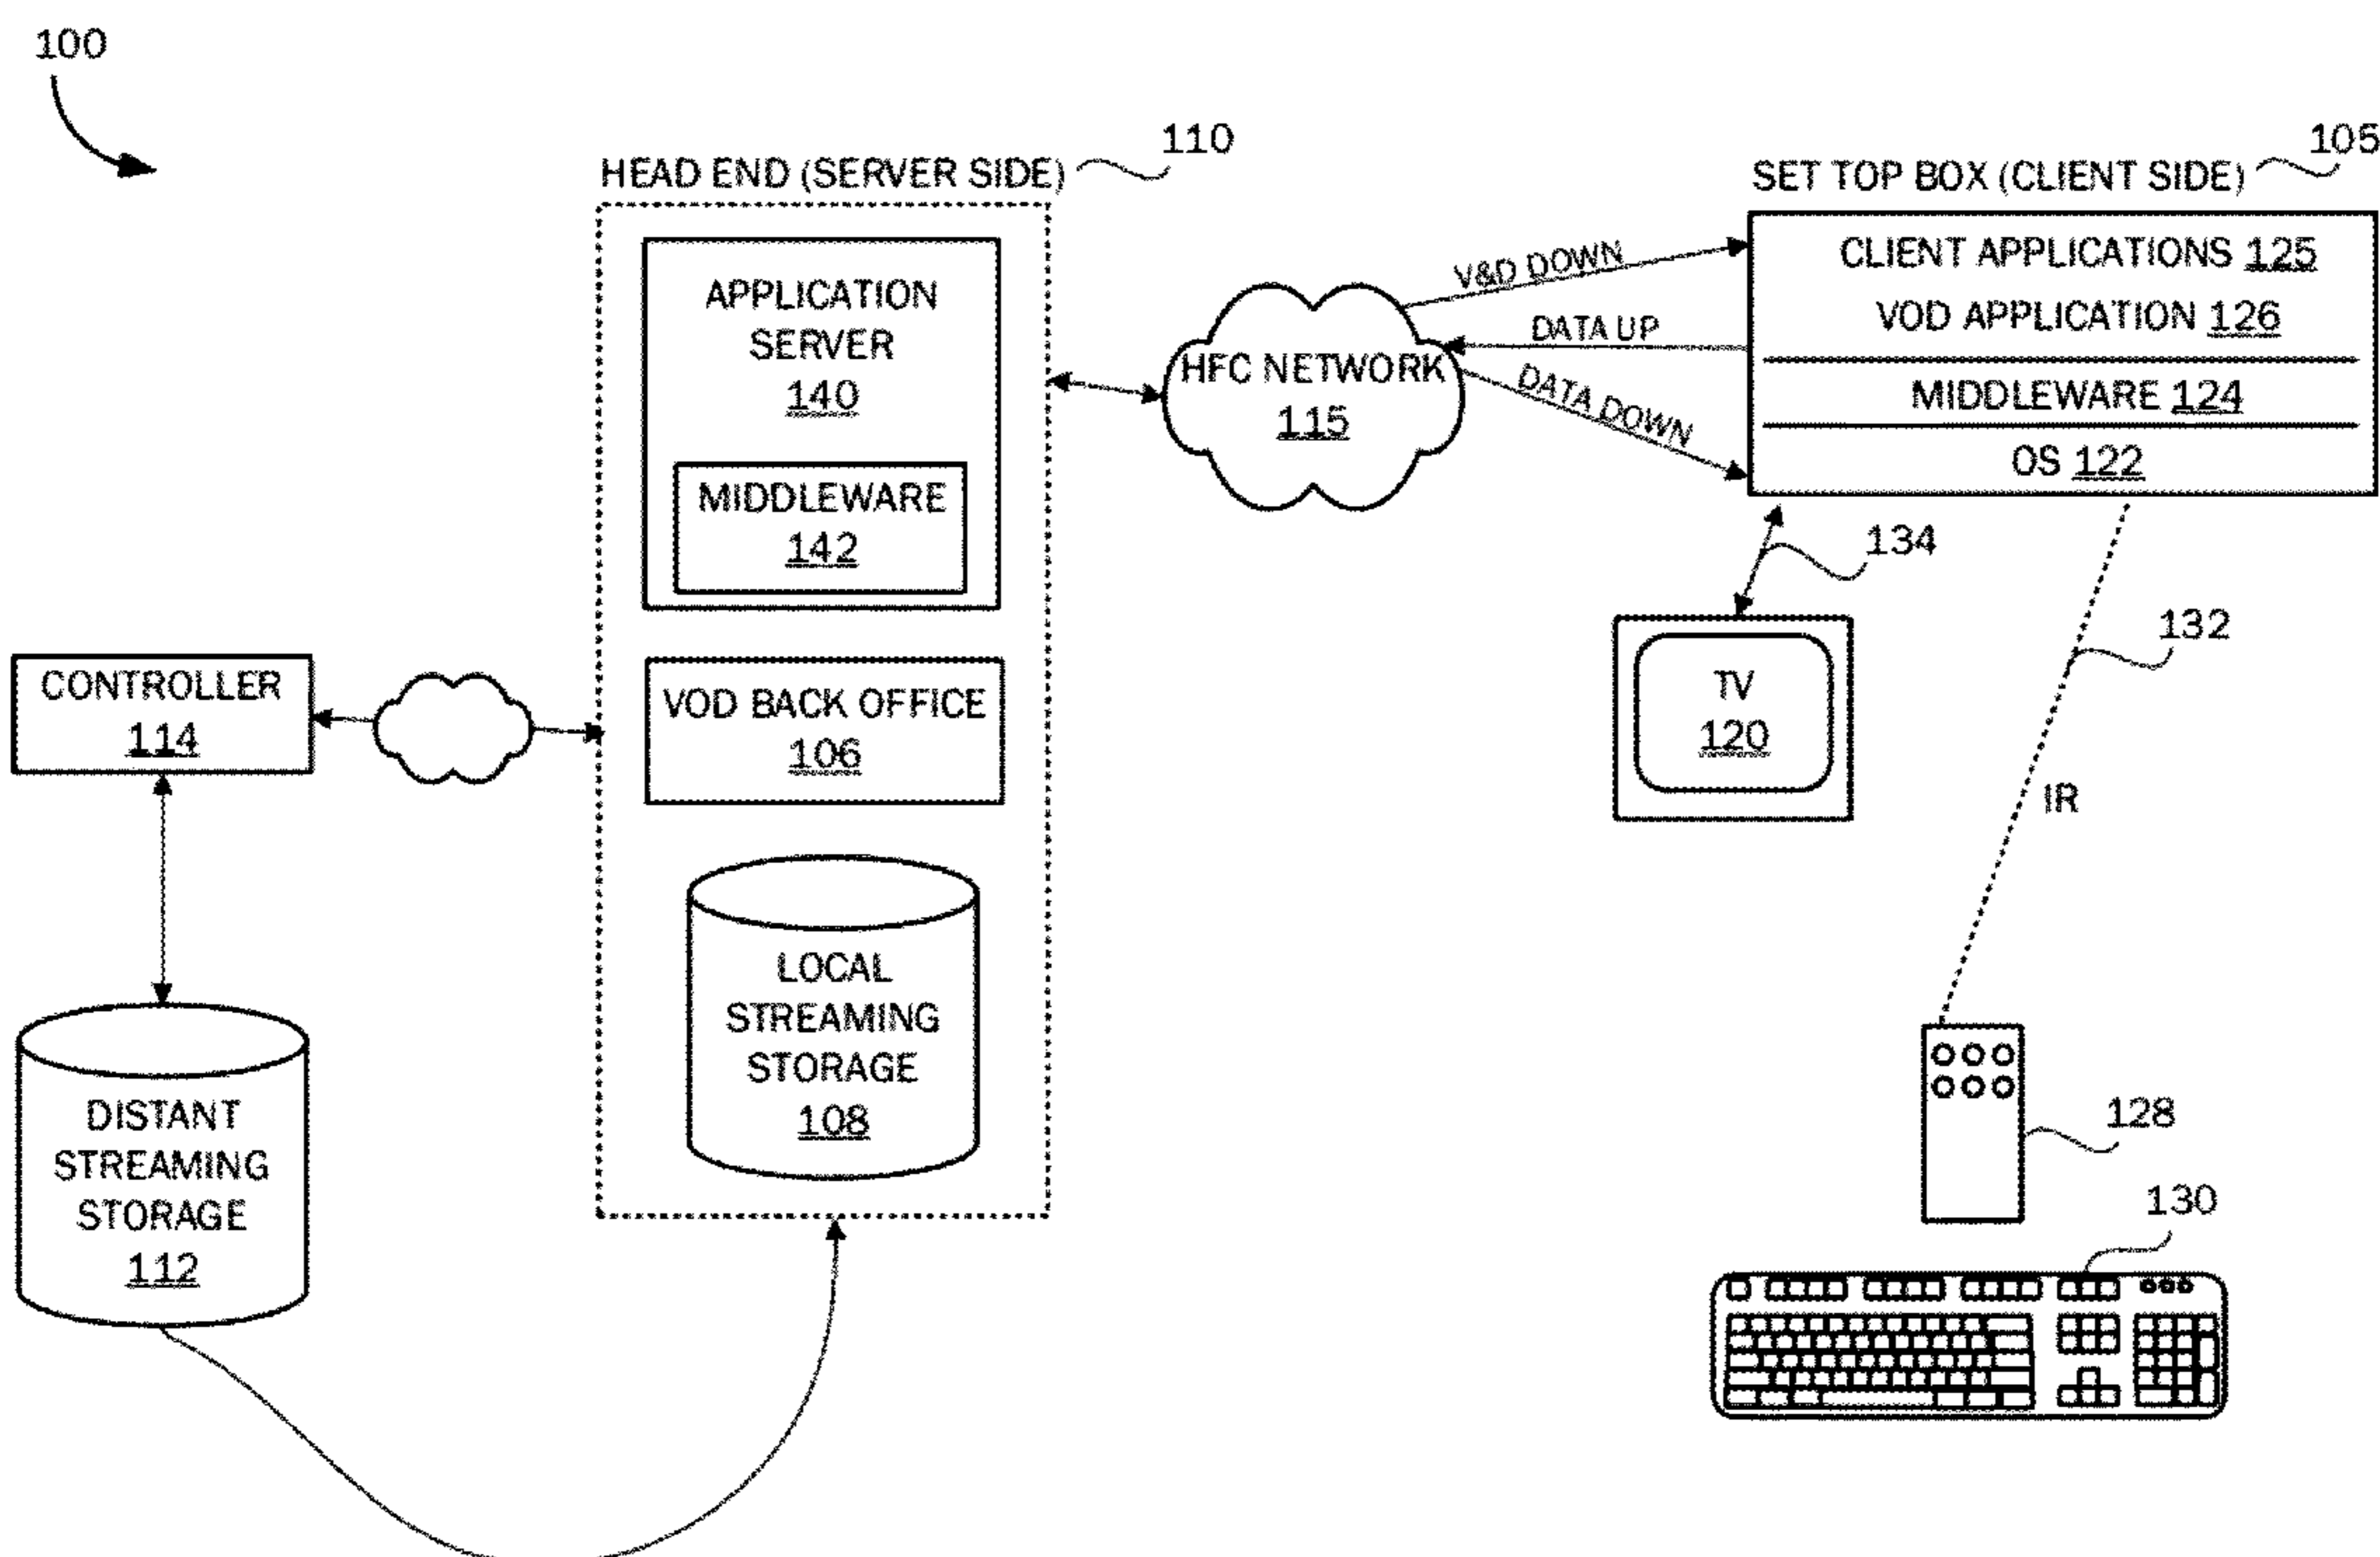 100
HEAD END (SERVER SIDE)
110
SET TOP BOX (CLIENT SIDE)
105
APPLICATION
SERVER
140
MIDDLEWARE
142
VOD BACK OFFICE
106
LOCAL
STREAMING
STORAGE
108
CONTROLLER
114
DISTANT
STREAMING
STORAGE
112
HFC NETWORK
115
V&D DOWN
DATA UP
DATA DOWN
CLIENT APPLICATIONS 125
VOD APPLICATION 126
MIDDLEWARE 124
OS 122
134
TV
120
132
IR
128
130